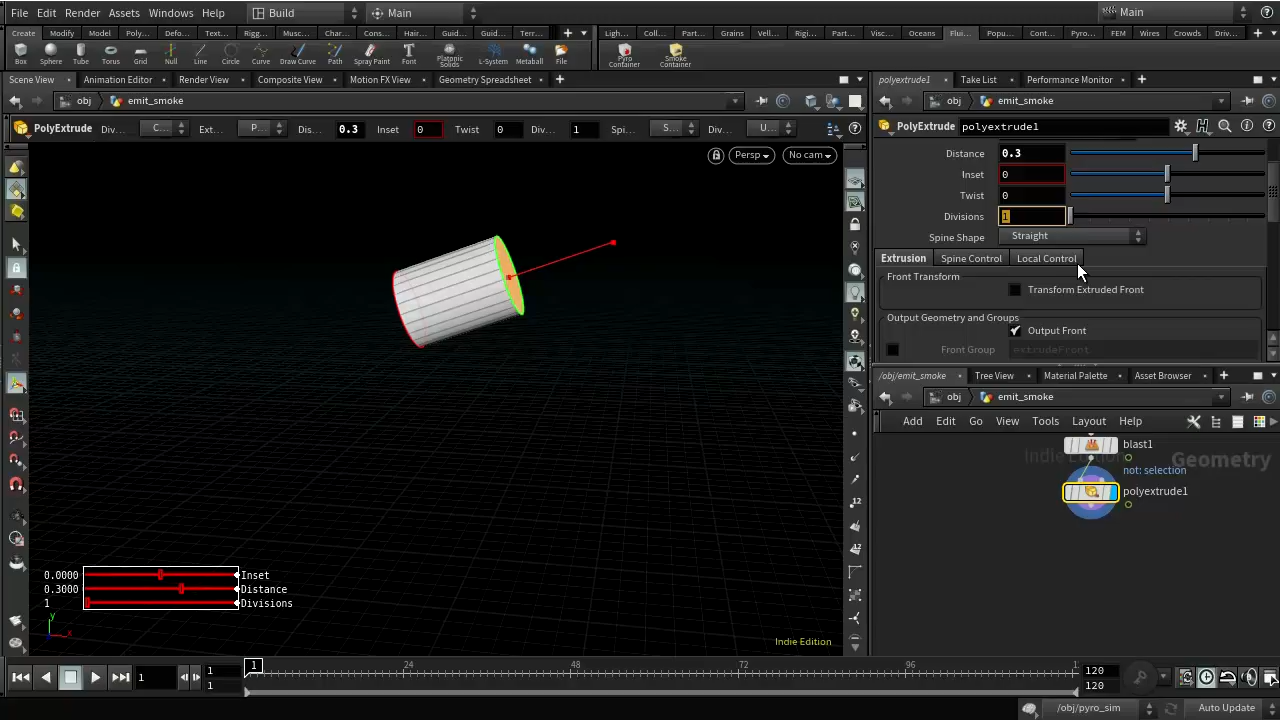 File Edit Render Assets Windows Help Build Main Main
Create Modify Model Poly... Defo... Text... Rigg... Musc... Char... Cons... Hair... Guid... Guid... Terr... Ligh... Coll... Part... Grains Vell... Rigi... Part... Visc... Oceans Flui... Popu... Cont... Pyro... FEM Wires Crowds Driv...
Box Sphere Tube Torus Grid Null Line Circle Curve Draw Curve Path Spray Paint Font Platonic Solids L-System Metaball File Pyro Container Smoke Container
Scene View Animation Editor Render View Composite View Motion FX View Geometry Spreadsheet polyextrude1 Take List Performance Monitor
obj emit_smoke obj emit_smoke
PolyExtrude Div... C... Ext... P... Dis... 0.3 Inset 0 Twist 0 Div... 1 Spi... S... Div... U... PolyExtrude polyextrude1
Persp No cam
Distance 0.3
Inset 0
Twist 0
Divisions 1
Spine Shape Straight
Extrusion Spine Control Local Control
Front Transform
Transform Extruded Front
Output Geometry and Groups
Output Front
Front Group extrudeFront
/obj/emit_smoke Tree View Material Palette Asset Browser
obj emit_smoke
Add Edit Go View Tools Layout Help
blast1
Indie Edition Geometry
not: selection
polyextrude1
0.0000 Inset
0.3000 Distance
1 Divisions
y
x
Indie Edition
1 1 1 1 24 48 72 96 1 120 120
/obj/pyro_sim Auto Update